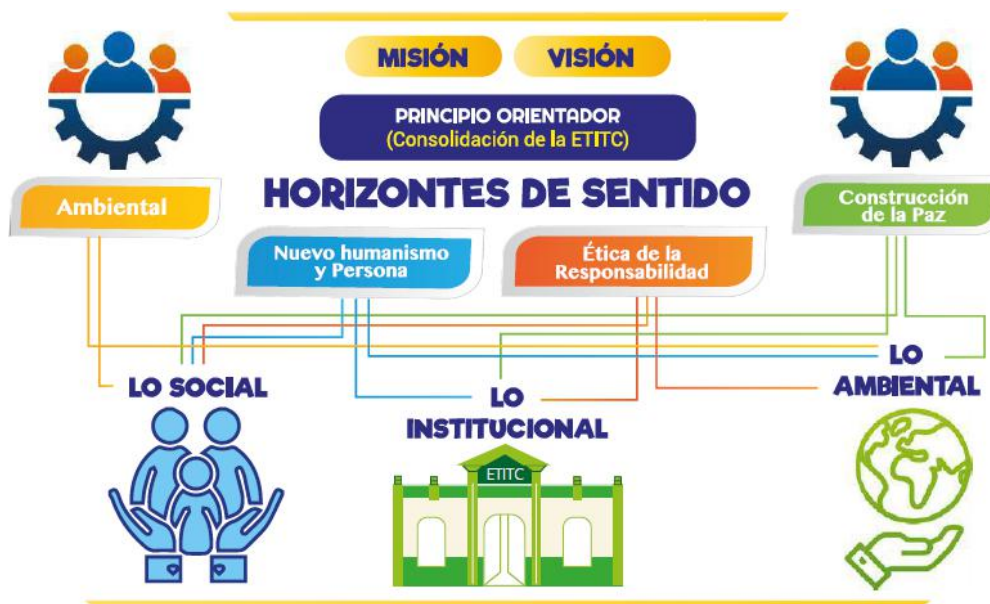 MISIÓN
VISIÓN
PRINCIPIO ORIENTADOR
(Consolidación de la ETITC)
HORIZONTES DE SENTIDO
Ambiental
Construcción
de la Paz
Nuevo humanismo
y Persona
Ética de la
Responsabilidad
LO SOCIAL
LO
INSTITUCIONAL
LO
AMBIENTAL
ETITC